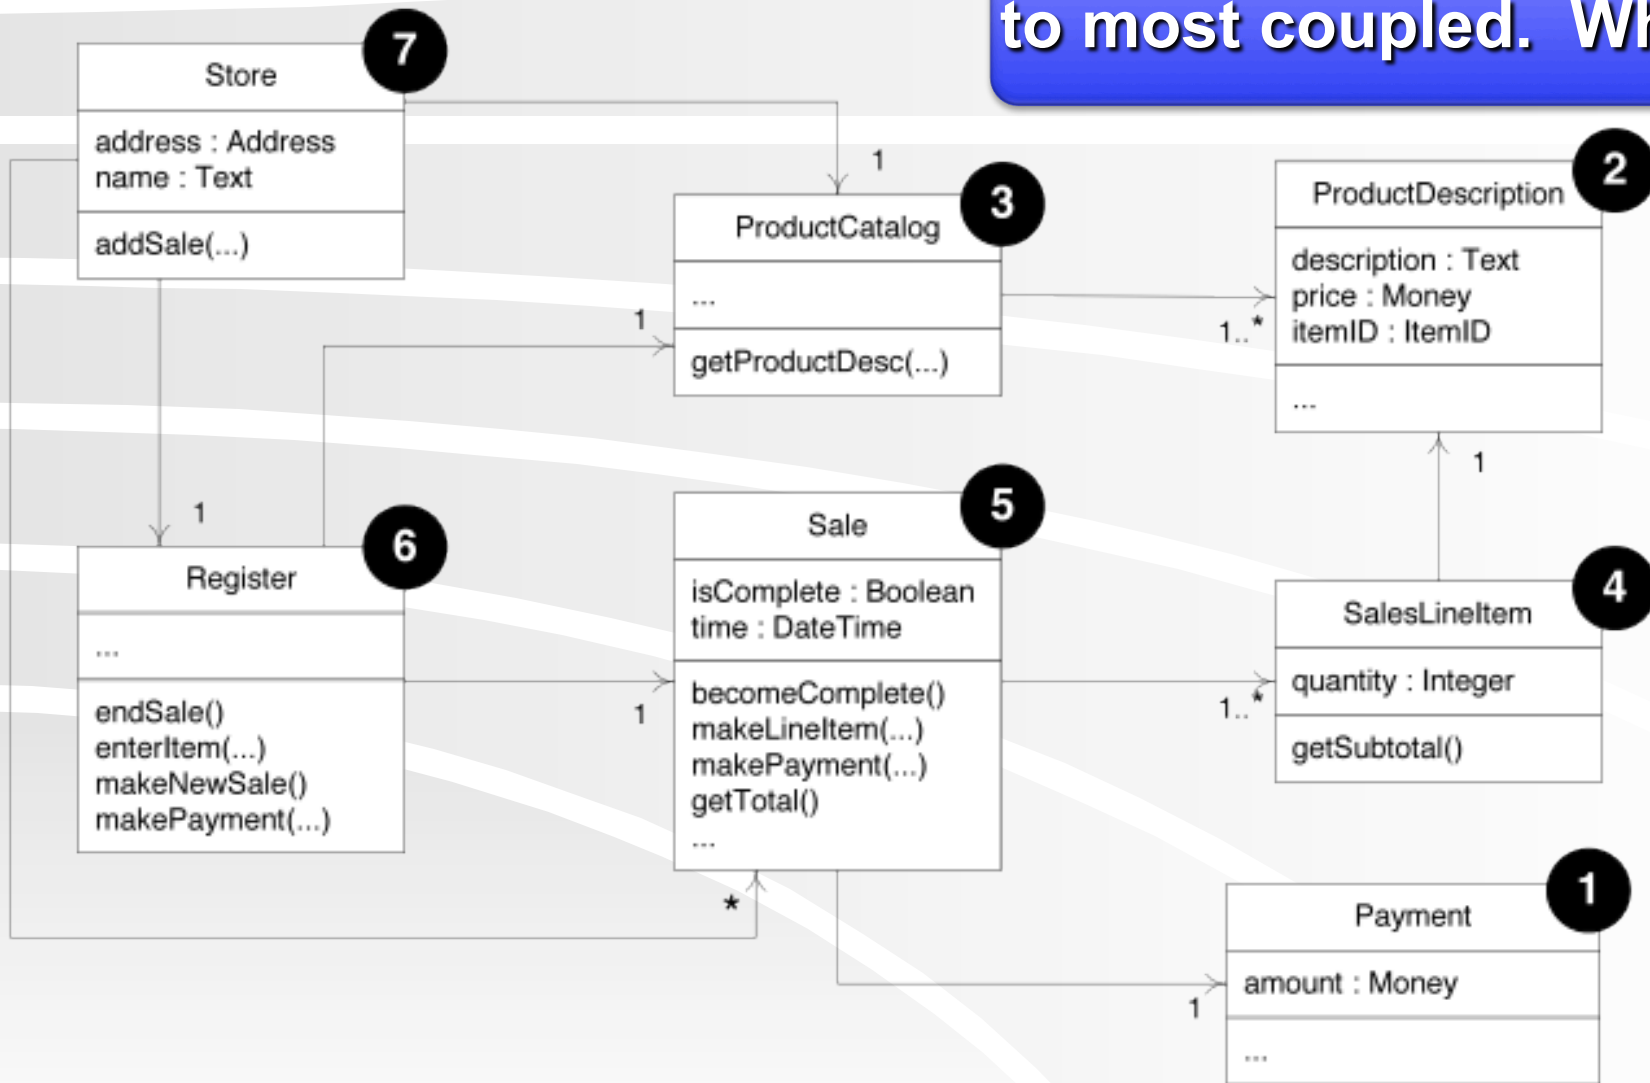 to most coupled. Wh
7
Store
address : Address
name : Text
addSale(...)
1
3
ProductCatalog
...
getProductDesc(...)
1
1..*
2
ProductDescription
description : Text
price : Money
itemID : ItemID
...
1
1
6
Register
...
endSale()
enterItem(...)
makeNewSale()
makePayment(...)
1
5
Sale
isComplete : Boolean
time : DateTime
becomeComplete()
makeLineItem(...)
makePayment(...)
getTotal()
...
*
1..*
4
SalesLineItem
quantity : Integer
getSubtotal()
1
1
Payment
amount : Money
...